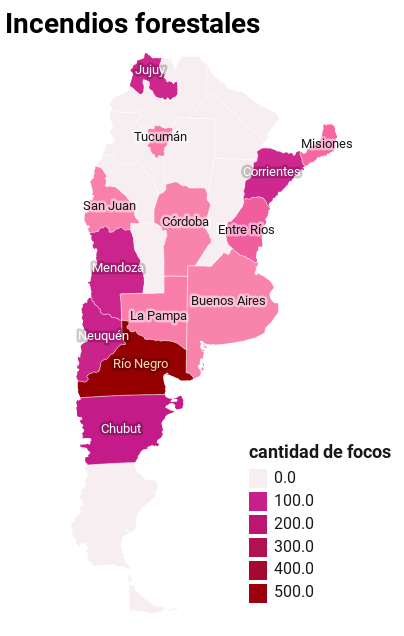 Incendios forestales
Jujuy
Tucumán
Misiones
Corrientes
San Juan
Córdoba
Entre Ríos
Mendoza
Buenos Aires
La Pampa
Neuquén
Río Negro
Chubut
cantidad de focos
0.0
100.0
200.0
300.0
400.0
500.0